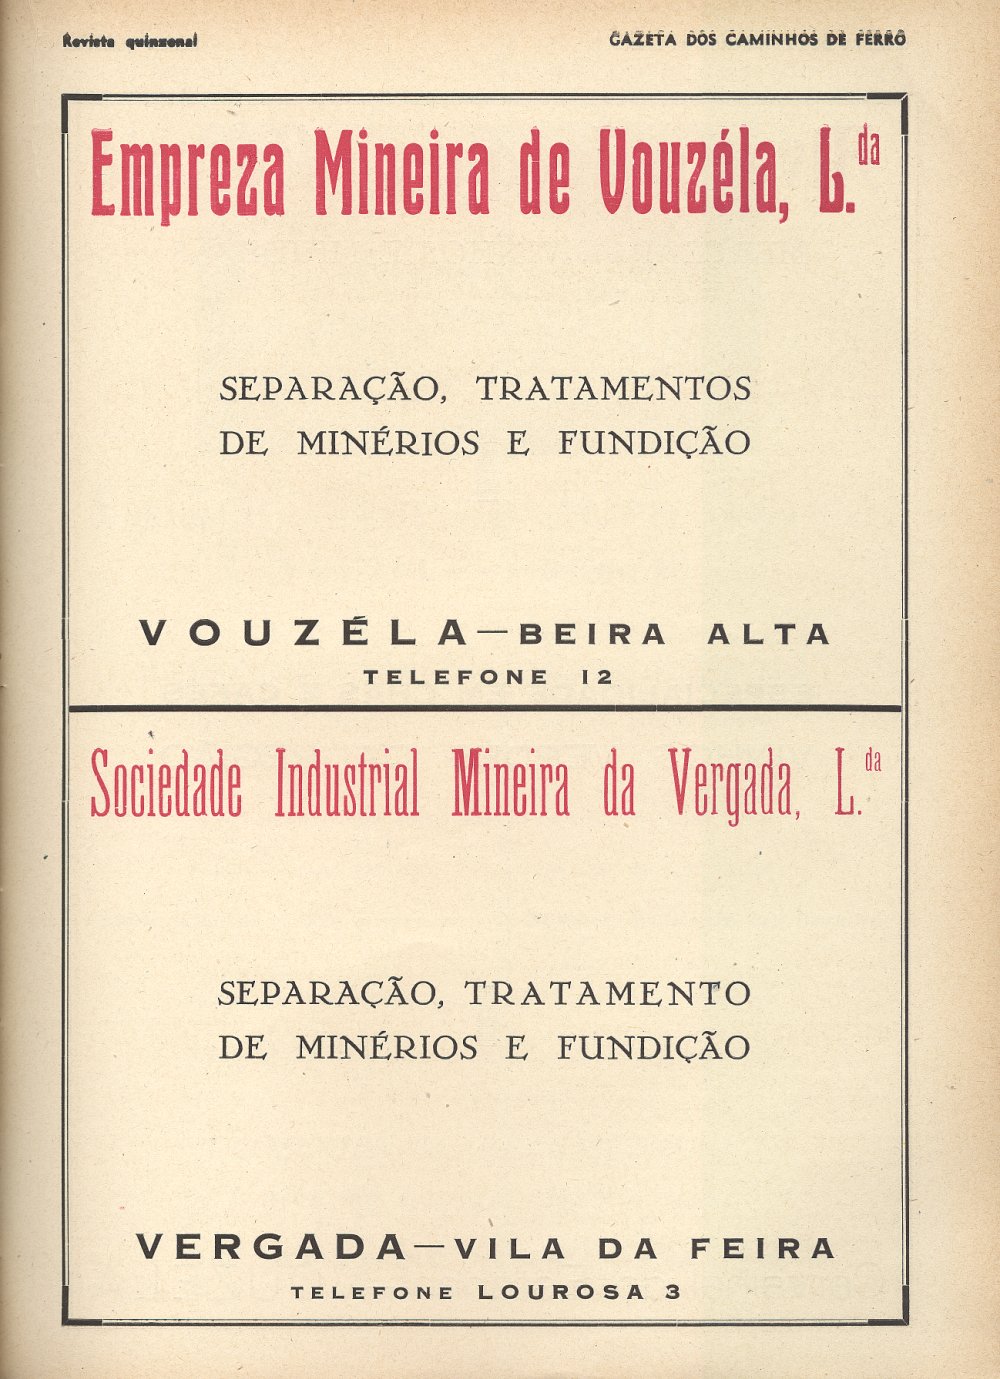 Revista quinzenal
GAZETA DOS CAMINHOS DE FERRO
Empreza Mineira de Vouzéla, L.da
SEPARAÇÃO, TRATAMENTOS
DE MINÉRIOS E FUNDIÇÃO
VOUZÉLA—BEIRA ALTA
TELEFONE 12
Sociedade Industrial Mineira da Vergada, L.da
SEPARAÇÃO, TRATAMENTO
DE MINÉRIOS E FUNDIÇÃO
VERGADA—VILA DA FEIRA
TELEFONE LOUROSA 3